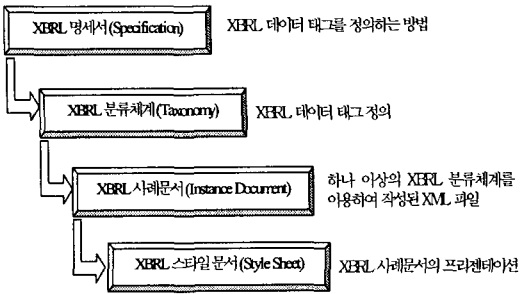 XBRL 명세서(Specification)
XBRL 데이터 태그를 정의하는 방법
XBRL 분류체계(Taxonomy)
XBRL 데이터 태그 정의
XBRL 사례문서(Instance Document)
하나 이상의 XBRL 분류체계를
이용하여 작성된 XML 파일
XBRL 스타일 문서(Style Sheet)
XBRL 사례문서의 프리젠테이션